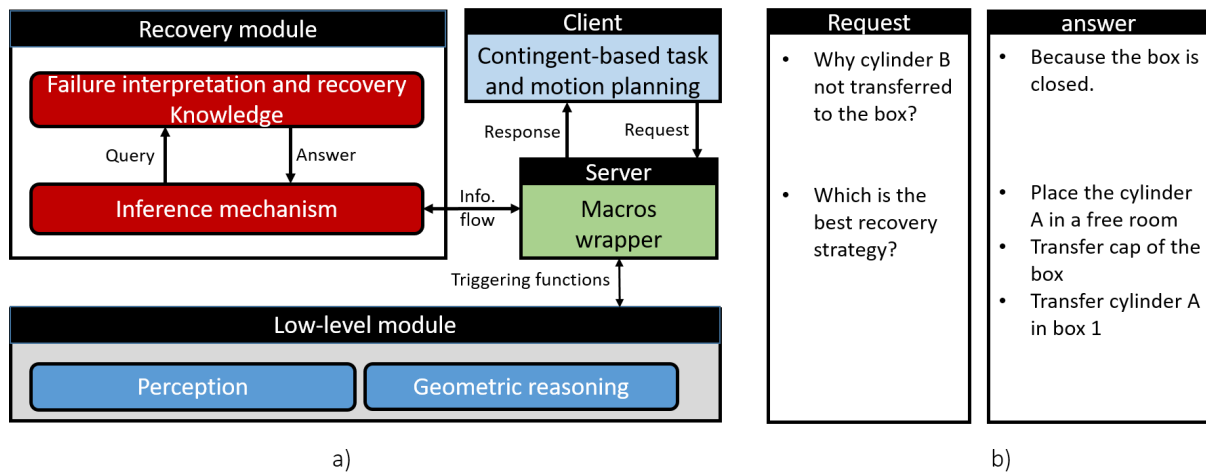 Recovery module
Failure interpretation and recovery
Knowledge
Query
Answer
Inference mechanism
Info.
flow
Client
Contingent-based task
and motion planning
Response
Request
Server
Macros
wrapper
Triggering functions
Low-level module
Perception
Geometric reasoning
a)
Request
• Why cylinder B
not transferred
to the box?
• Which is the
best recovery
strategy?
answer
• Because the box is
closed.
• Place the cylinder
A in a free room
• Transfer cap of the
box
• Transfer cylinder A
in box 1
b)